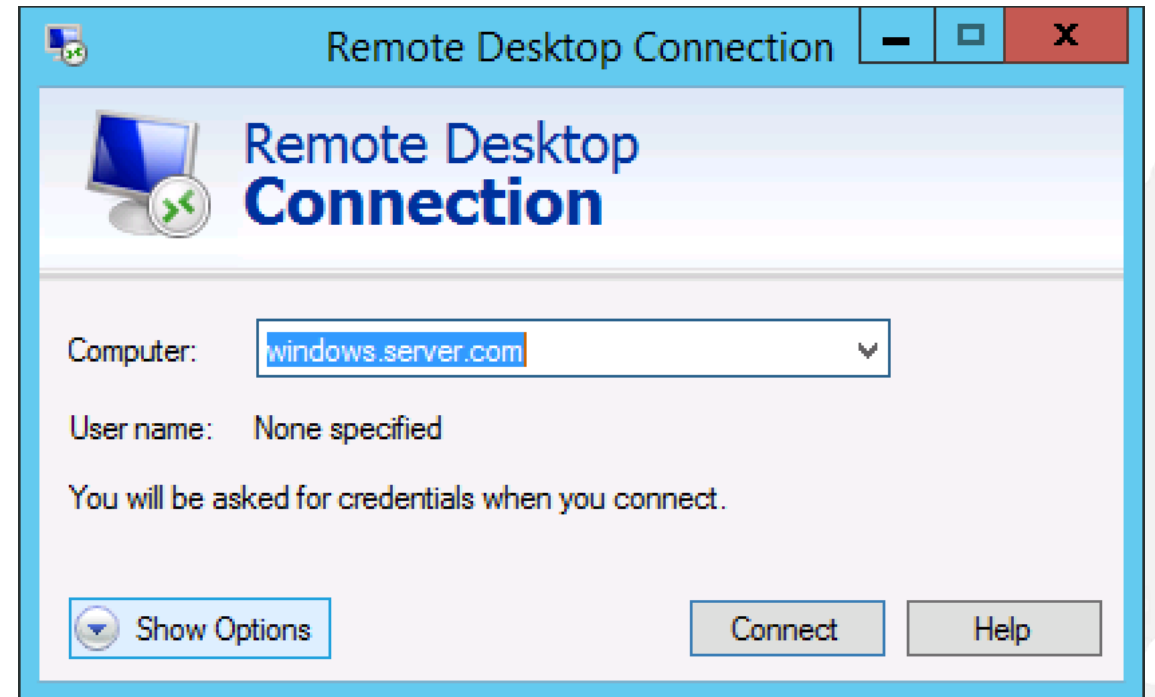 Remote Desktop Connection
Remote Desktop
Connection
Computer: windows.server.com
User name: None specified
You will be asked for credentials when you connect.
Show Options Connect Help